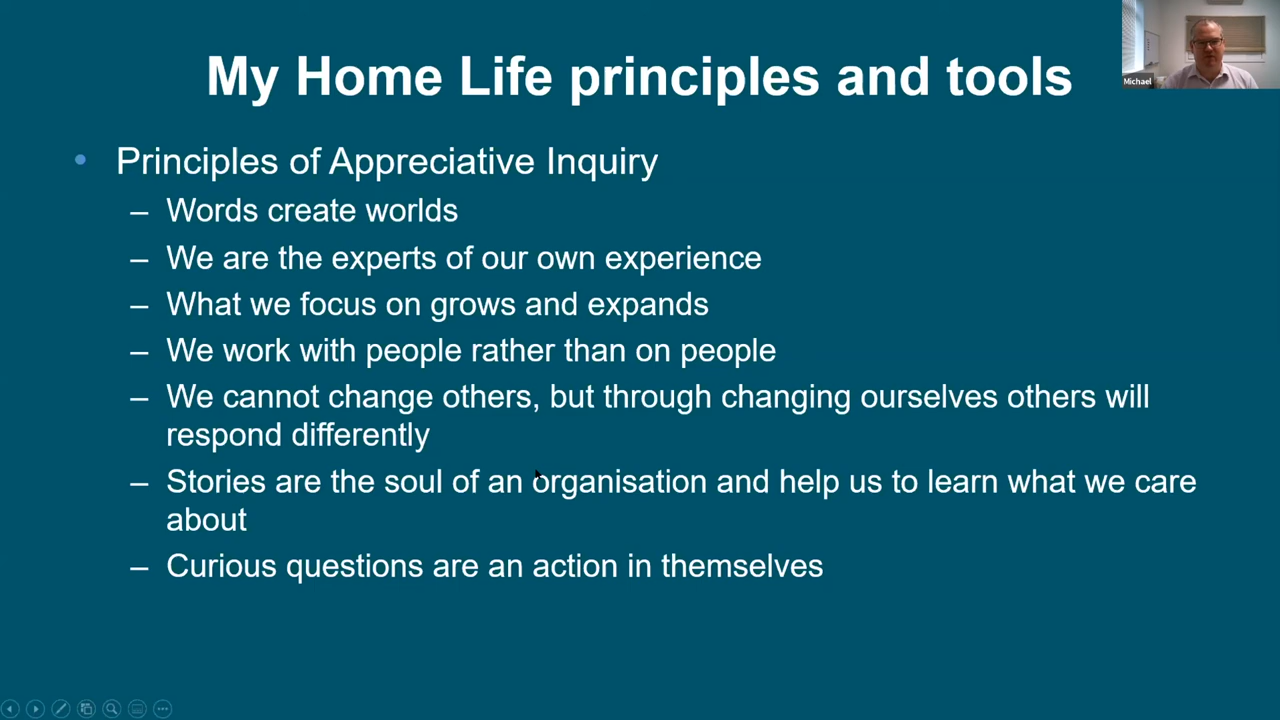 My Home Life principles and tools
Michael
• Principles of Appreciative Inquiry
– Words create worlds
– We are the experts of our own experience
– What we focus on grows and expands
– We work with people rather than on people
– We cannot change others, but through changing ourselves others will
respond differently
– Stories are the soul of an organisation and help us to learn what we care
about
– Curious questions are an action in themselves